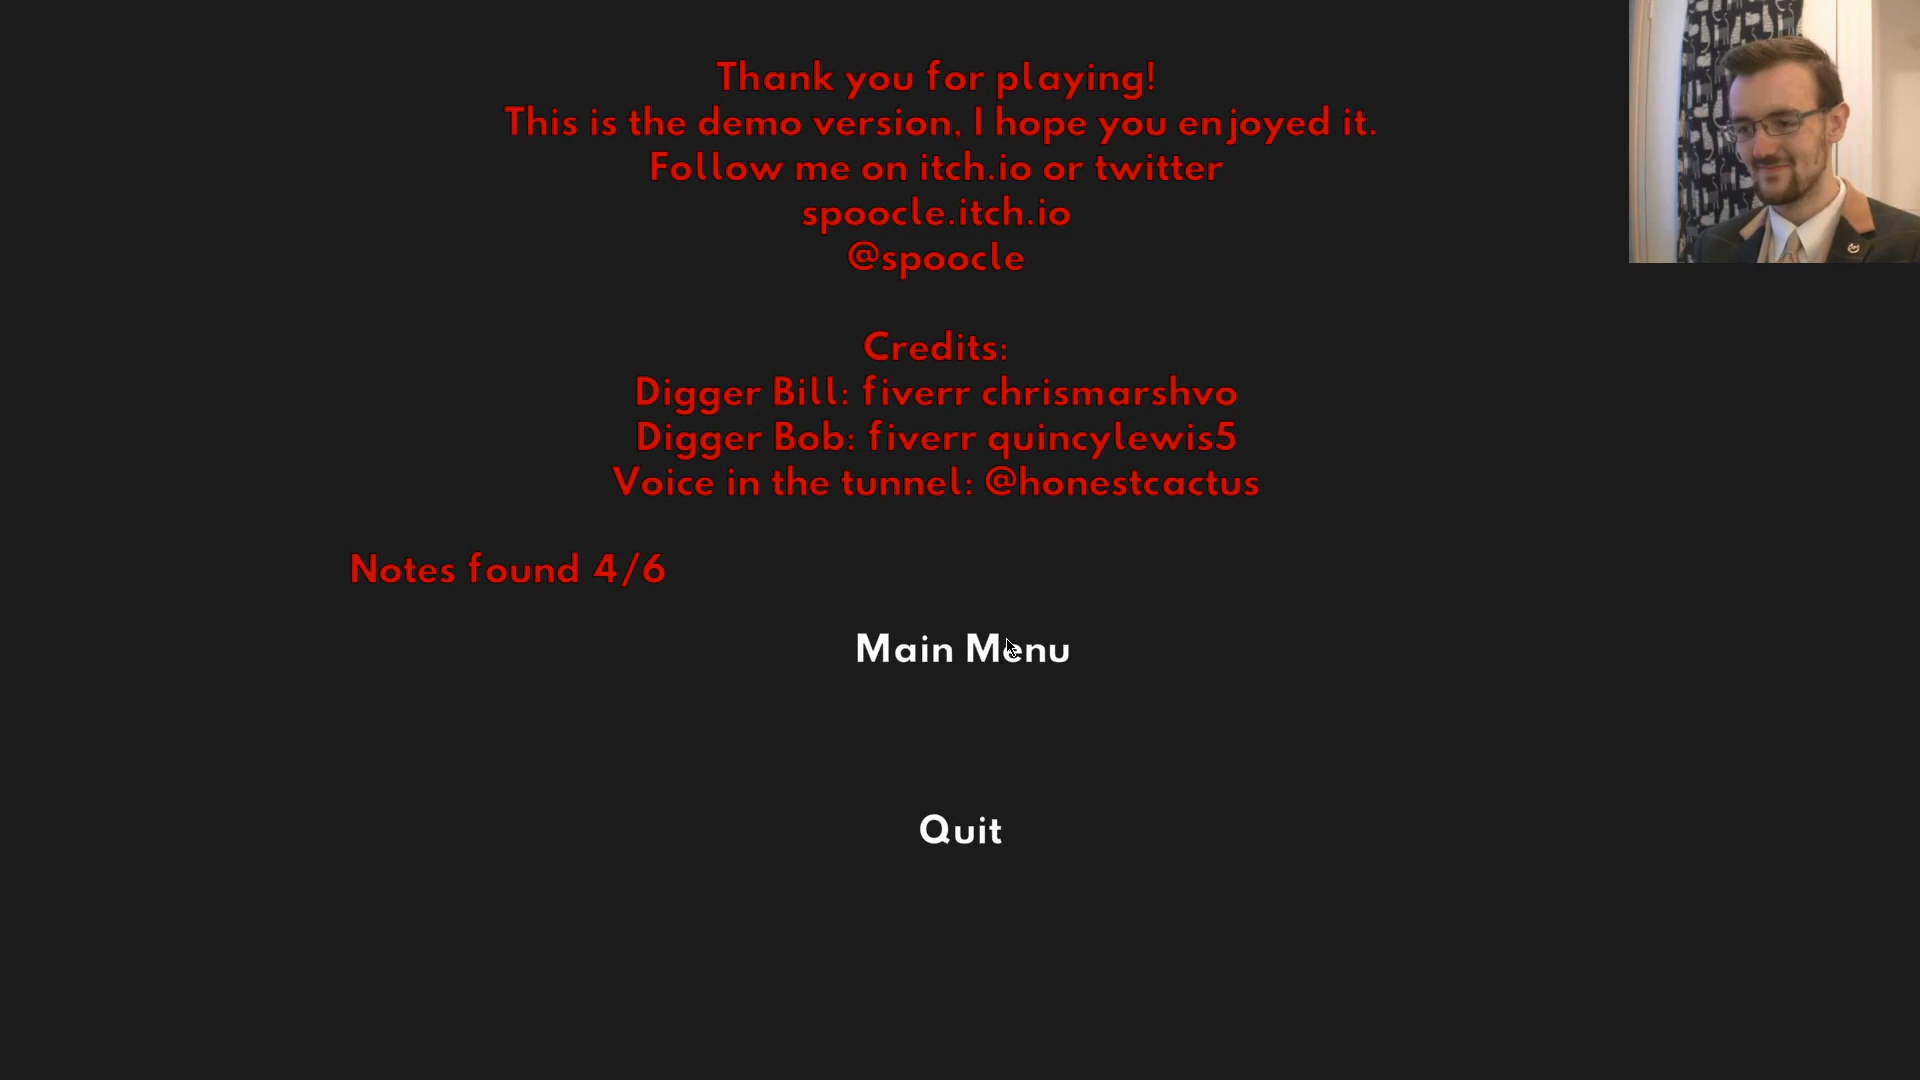 Thank you for playing!
This is the demo version, I hope you enjoyed it.
Follow me on itch.io or twitter
spoocle.itch.io
@spoocle
Credits:
Digger Bill: fiverr chrismarshvo
Digger Bob: fiverr quincylewis5
Voice in the tunnel: @honestcactus
Notes found 4/6
Main Menu
Quit